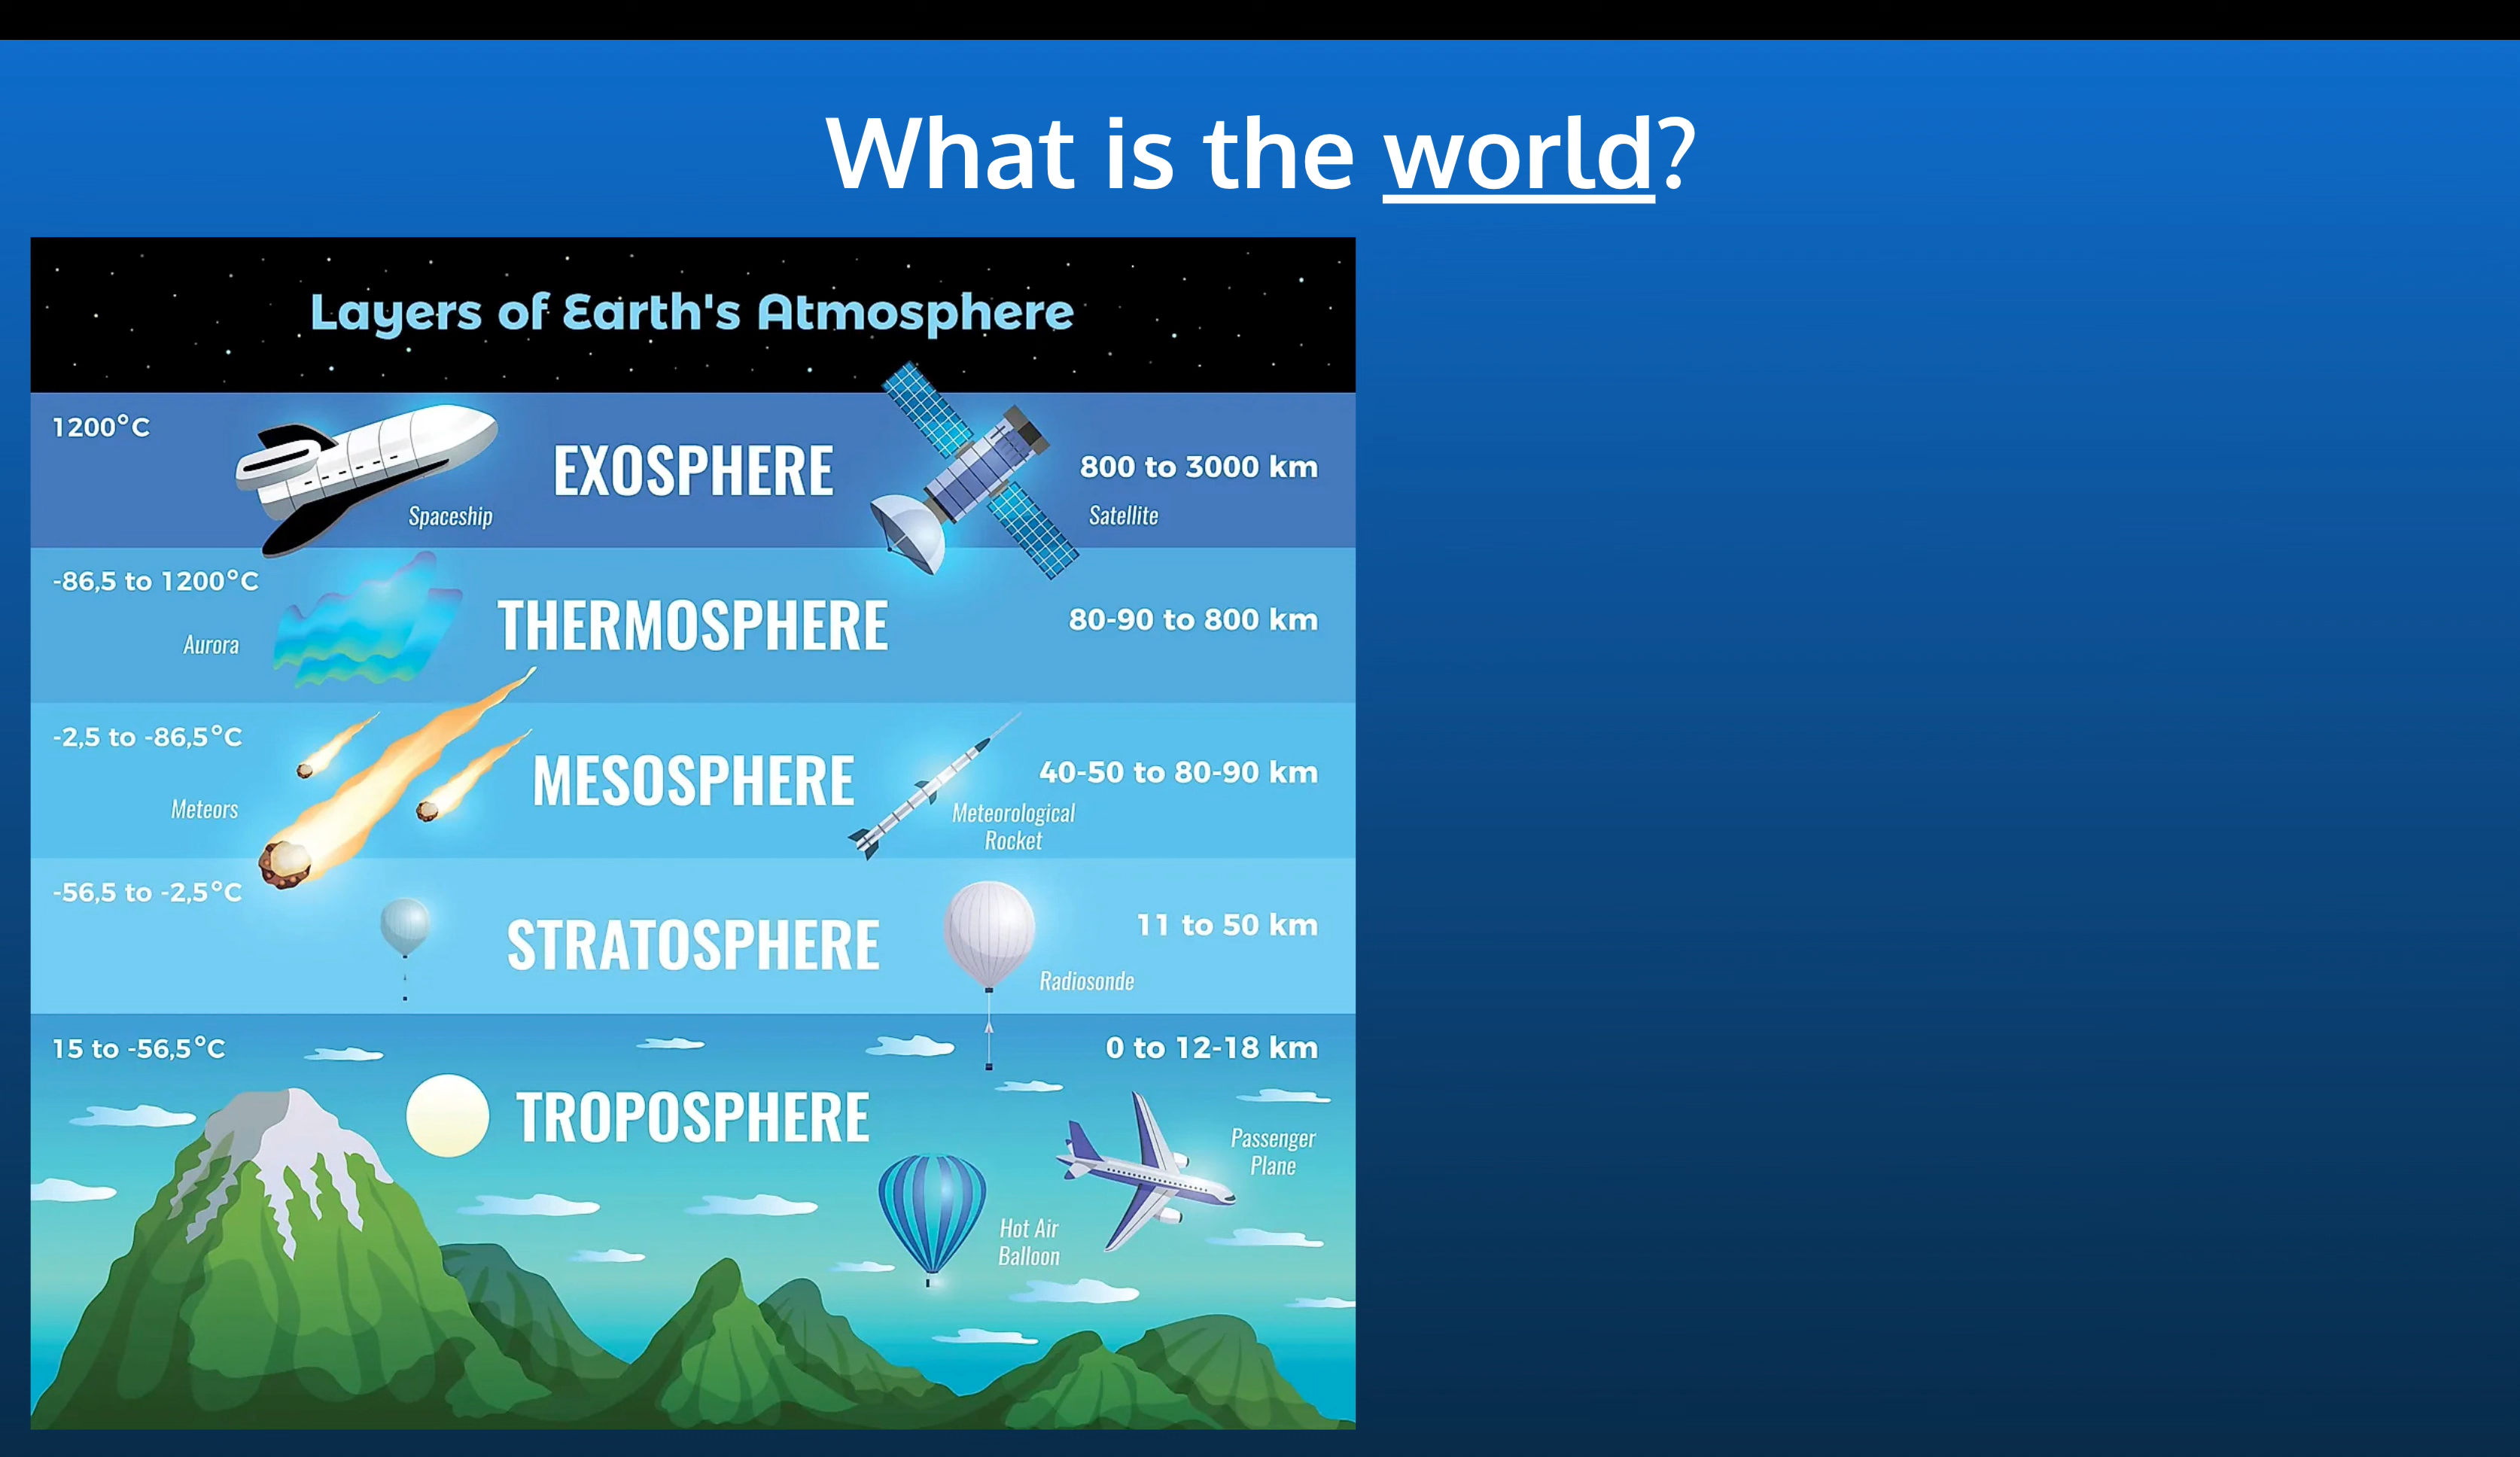 What is the world?
Layers of Earth's Atmosphere
1200°C
EXOSPHERE
800 to 3000 km
Spaceship
Satellite
-86,5 to 1200°C
THERMOSPHERE
80-90 to 800 km
Aurora
-2,5 to -86,5°C
MESOSPHERE
40-50 to 80-90 km
Meteors
Meteorological
Rocket
-56,5 to -2,5°C
STRATOSPHERE
11 to 50 km
Radiosonde
15 to -56,5°C
0 to 12-18 km
TROPOSPHERE
Passenger
Plane
Hot Air
Balloon